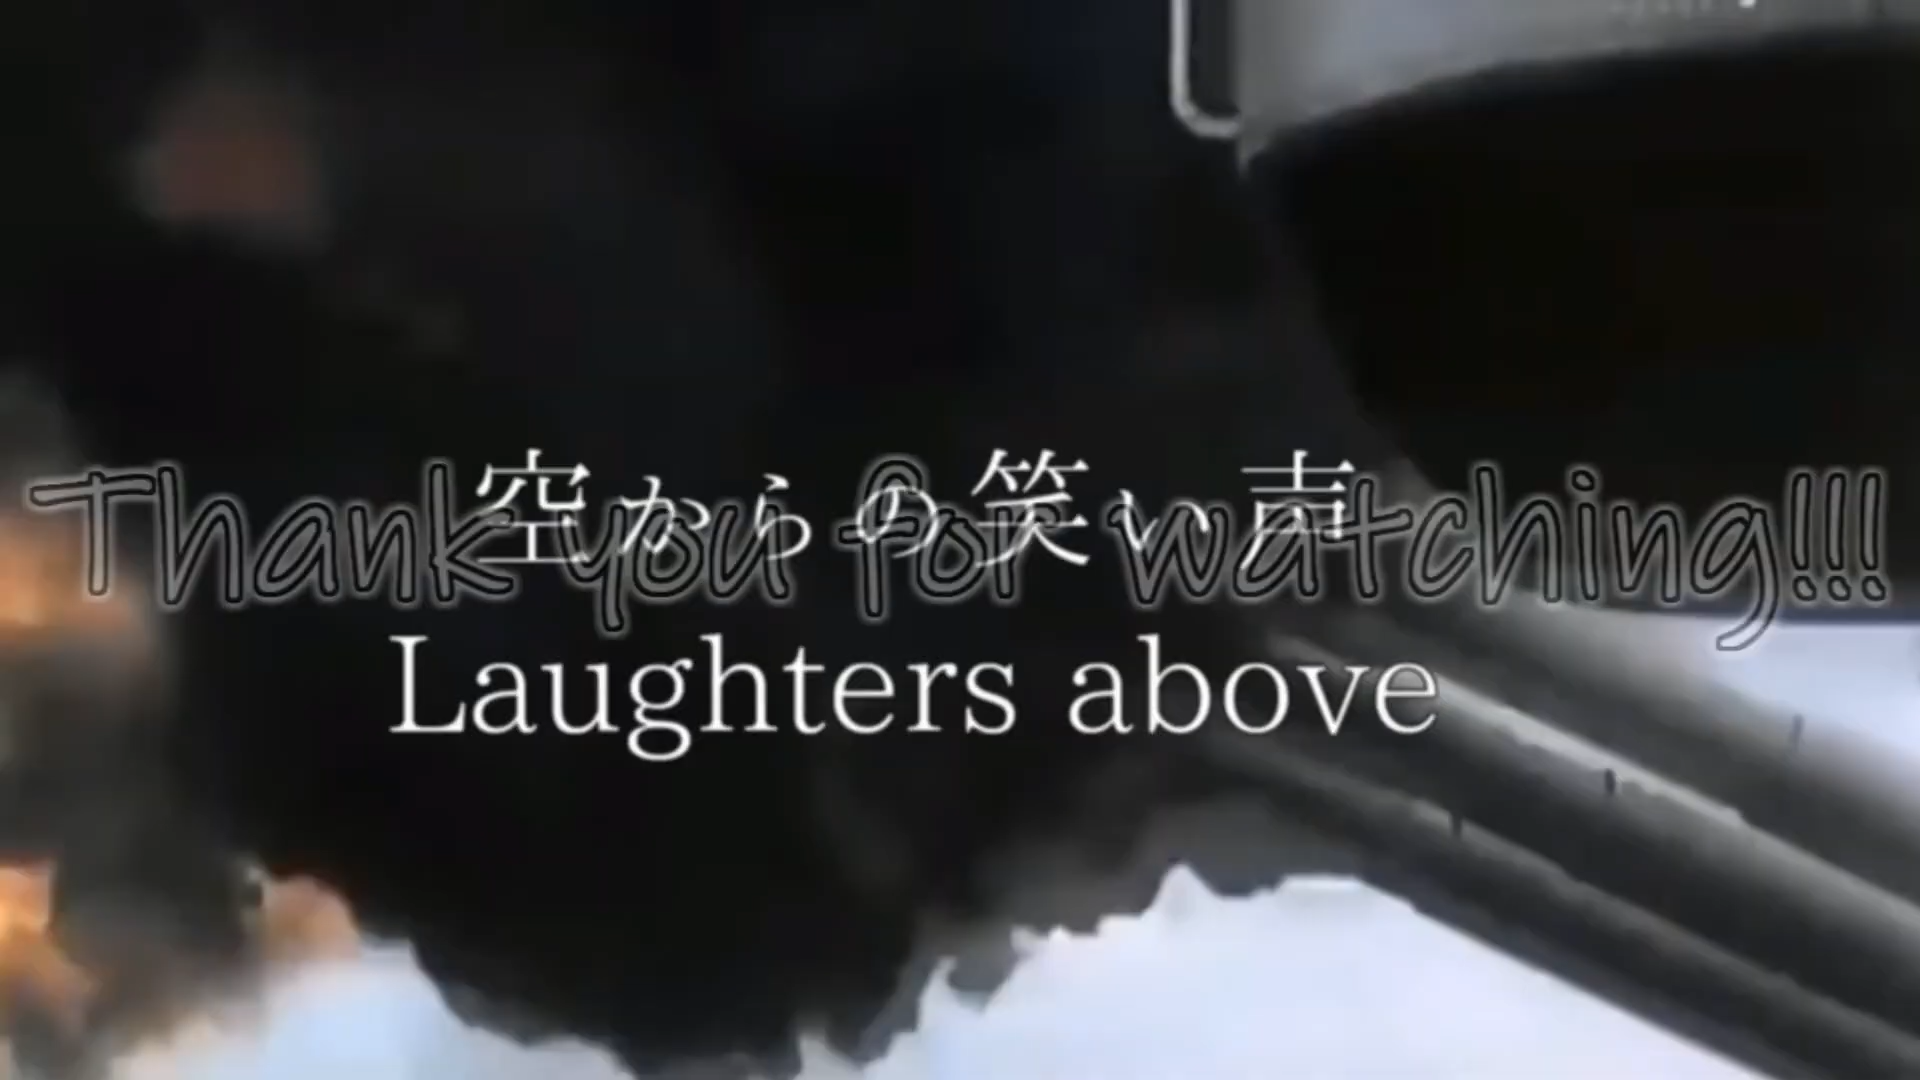 空からの笑い声
Thank you for watching!!!
Laughters above